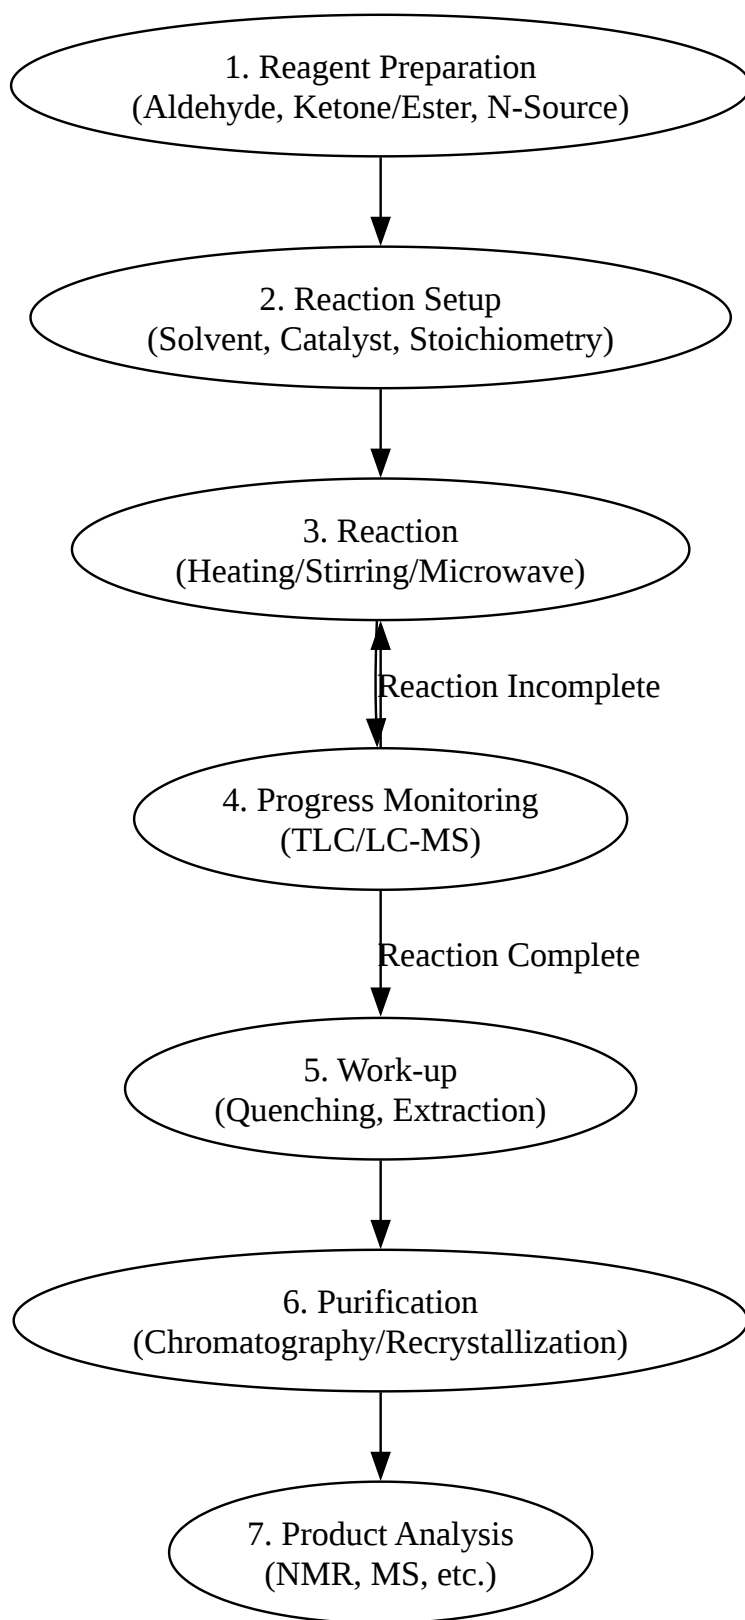 1. Reagent Preparation
(Aldehyde, Ketone/Ester, N-Source)
2. Reaction Setup
(Solvent, Catalyst, Stoichiometry)
3. Reaction
(Heating/Stirring/Microwave)
Reaction Incomplete
4. Progress Monitoring
(TLC/LC-MS)
Reaction Complete
5. Work-up
(Quenching, Extraction)
6. Purification
(Chromatography/Recrystallization)
7. Product Analysis
(NMR, MS, etc.)